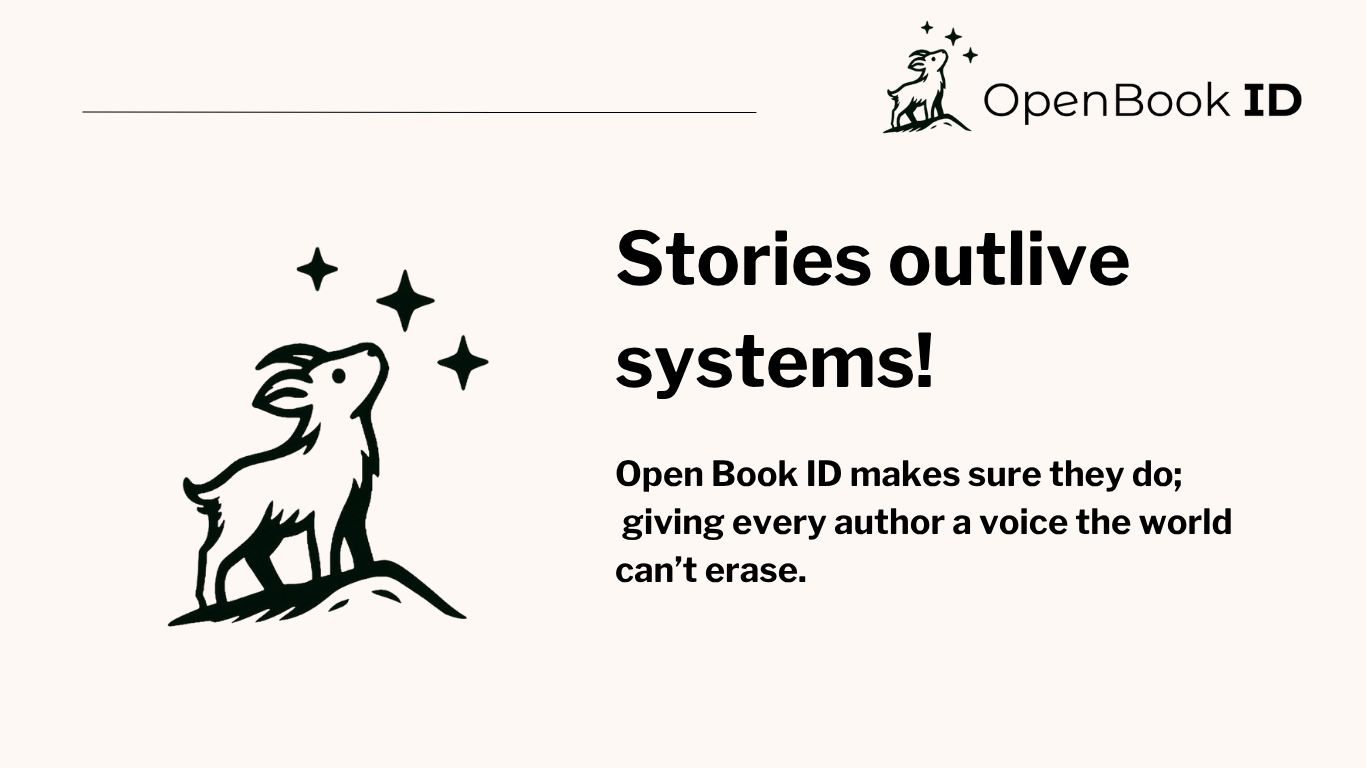 OpenBook ID
Stories outlive
systems!
Open Book ID makes sure they do;
giving every author a voice the world
can’t erase.